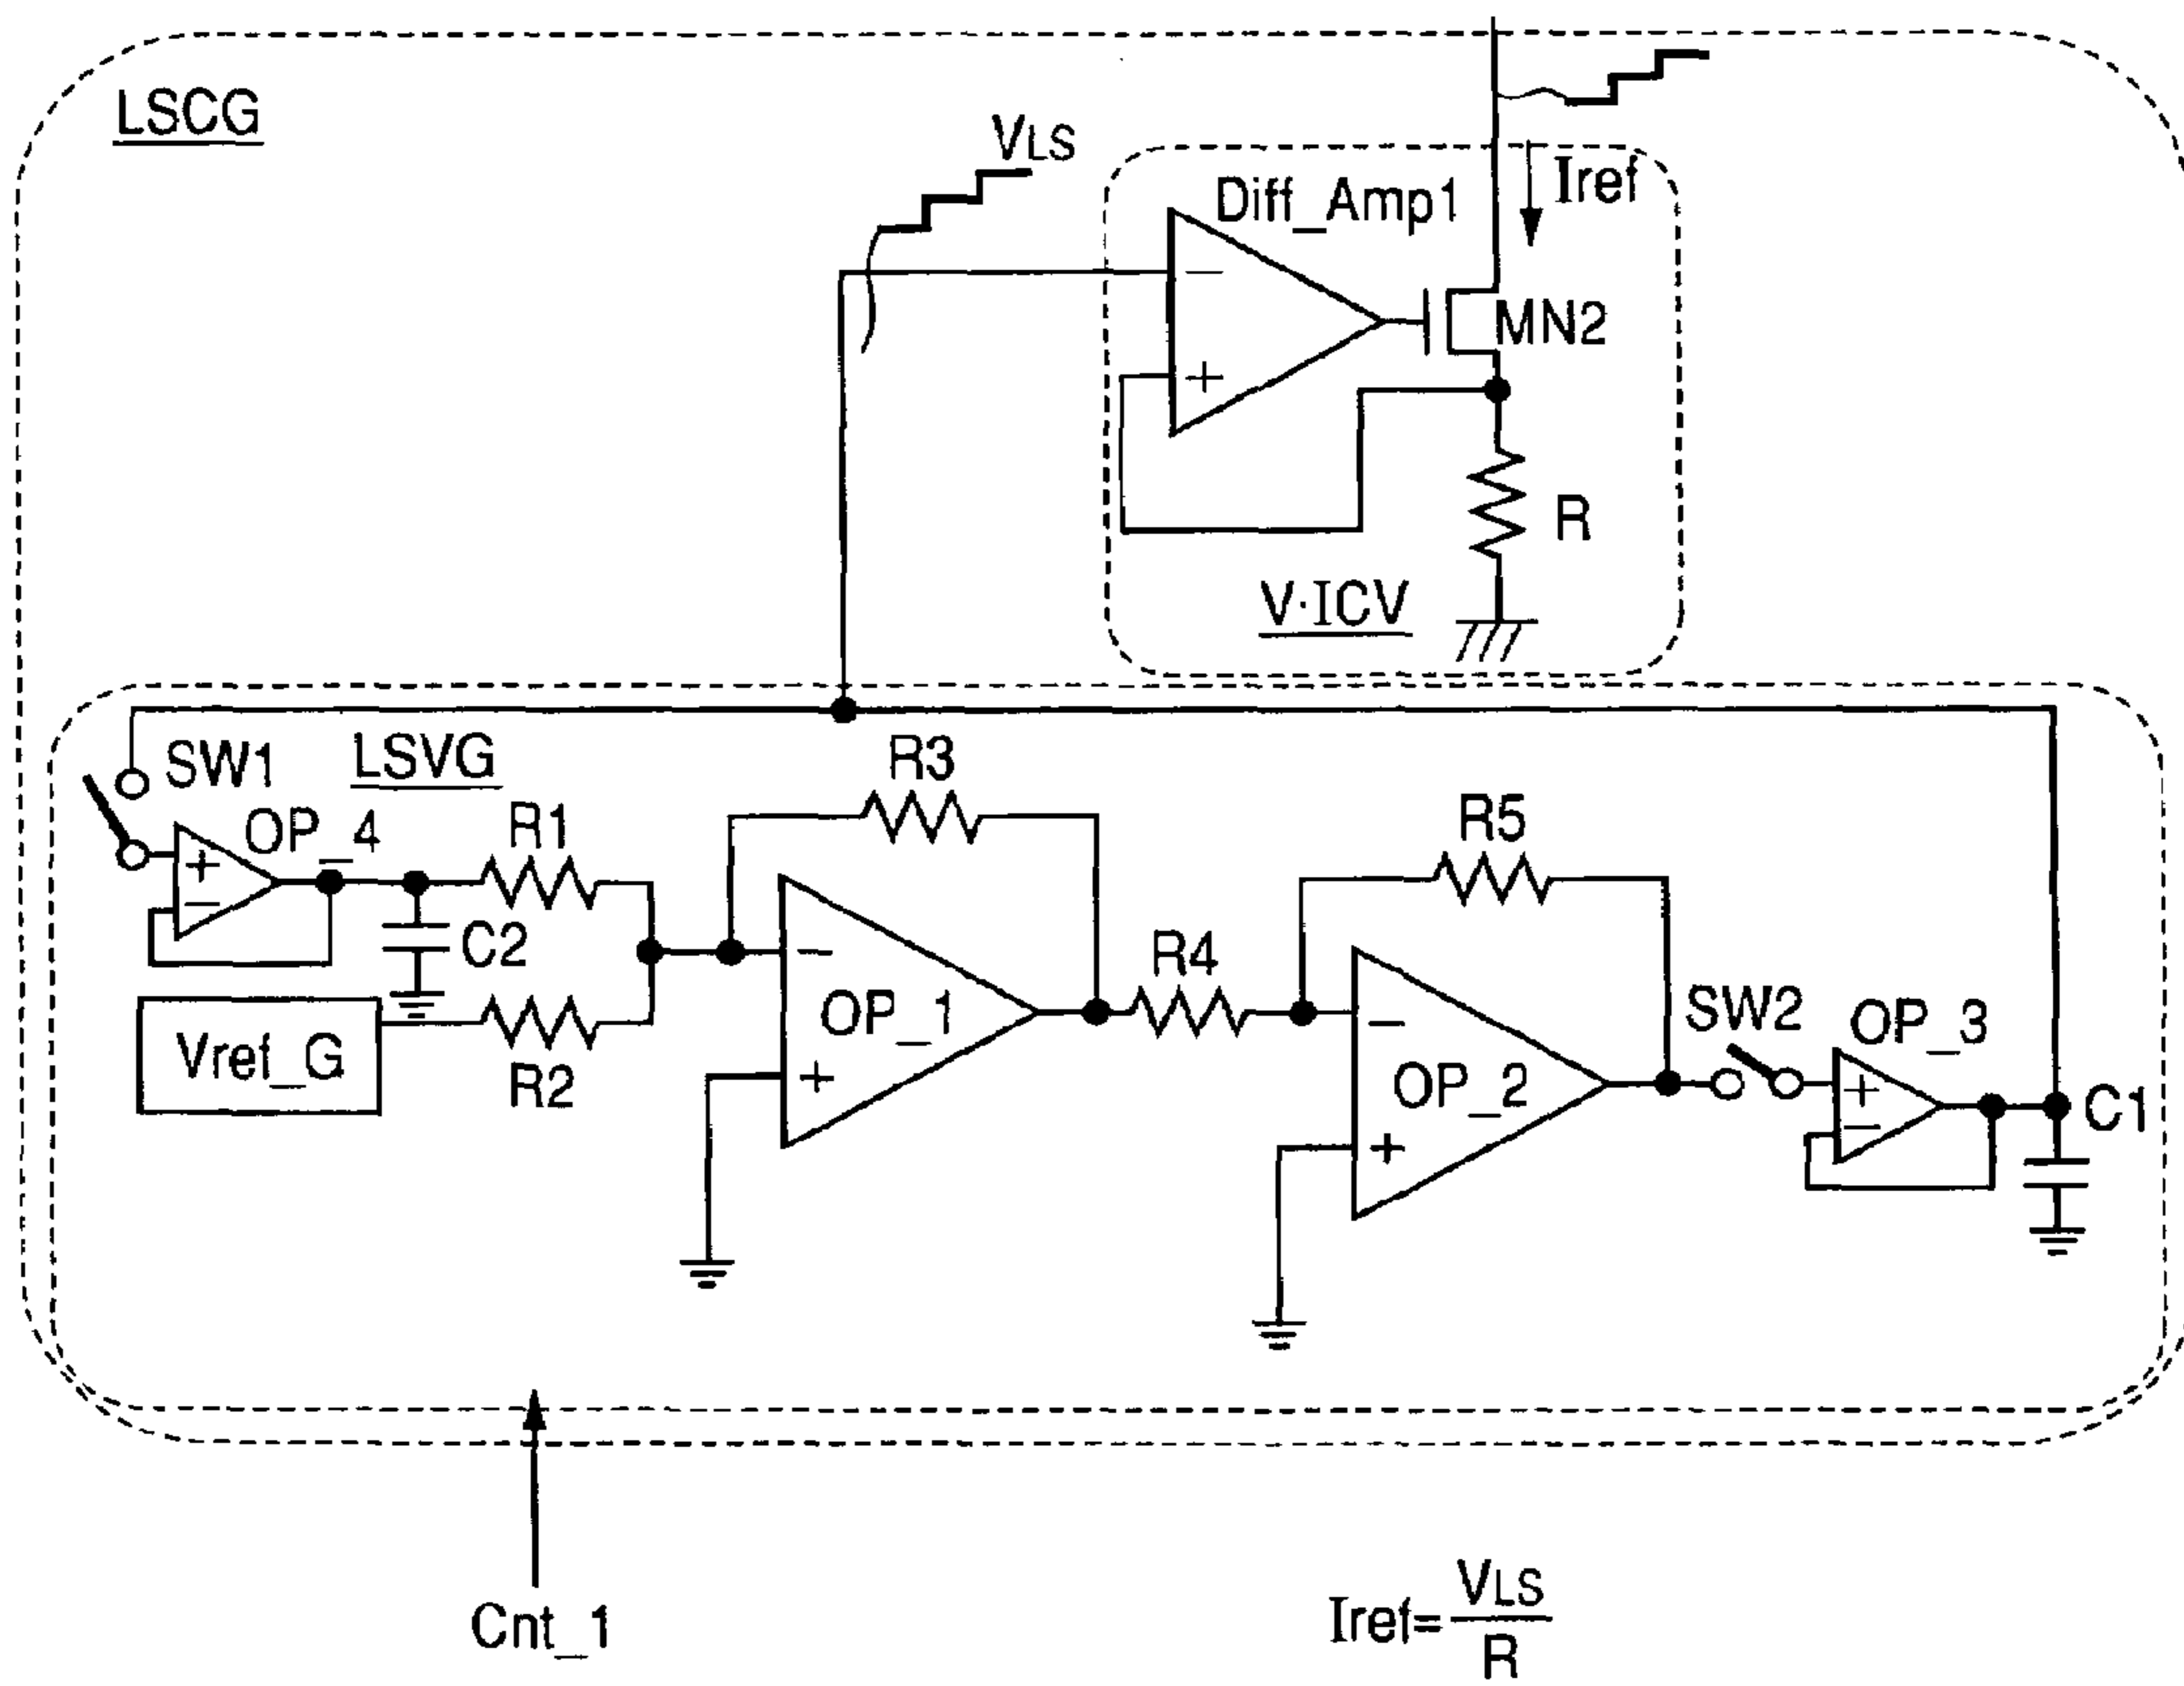 LSCG
VLS
Diff_Amp1
Iref
−
MN2
+
R
V·ICV
SW1
LSVG
R3
OP_4
R1
R5
+
−
C2
R4
−
OP_1
SW2
OP_3
Vref_G
R2
+
−
OP_2
+
−
C1
+
Cnt_1
Iref=VLS/R